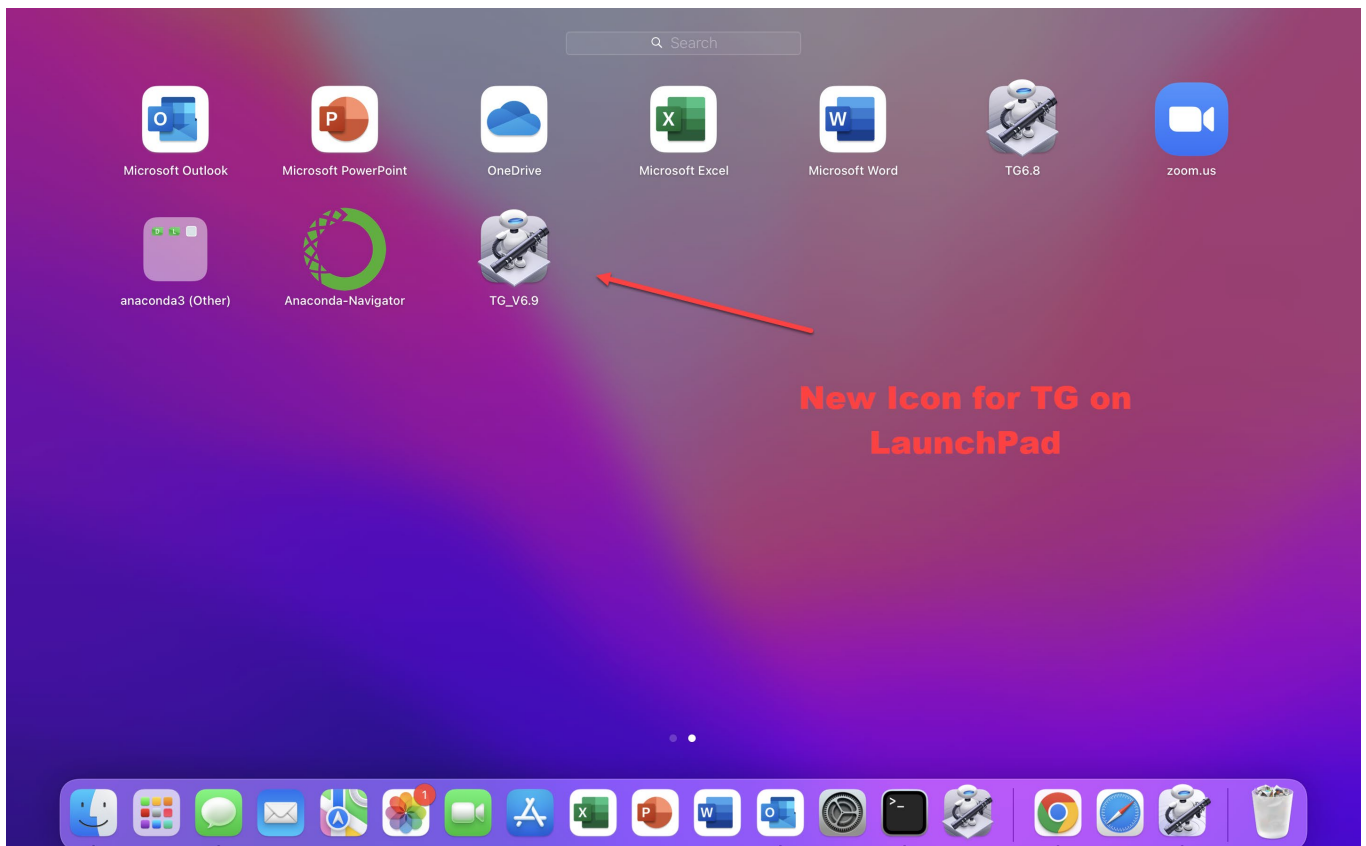 Search
O
P
X
W
Microsoft Outlook
Microsoft PowerPoint
OneDrive
Microsoft Excel
Microsoft Word
TG6.8
zoom.us
anaconda3 (Other)
Anaconda-Navigator
TG_V6.9
New Icon for TG on
LaunchPad
1
X
P
W
O
>_